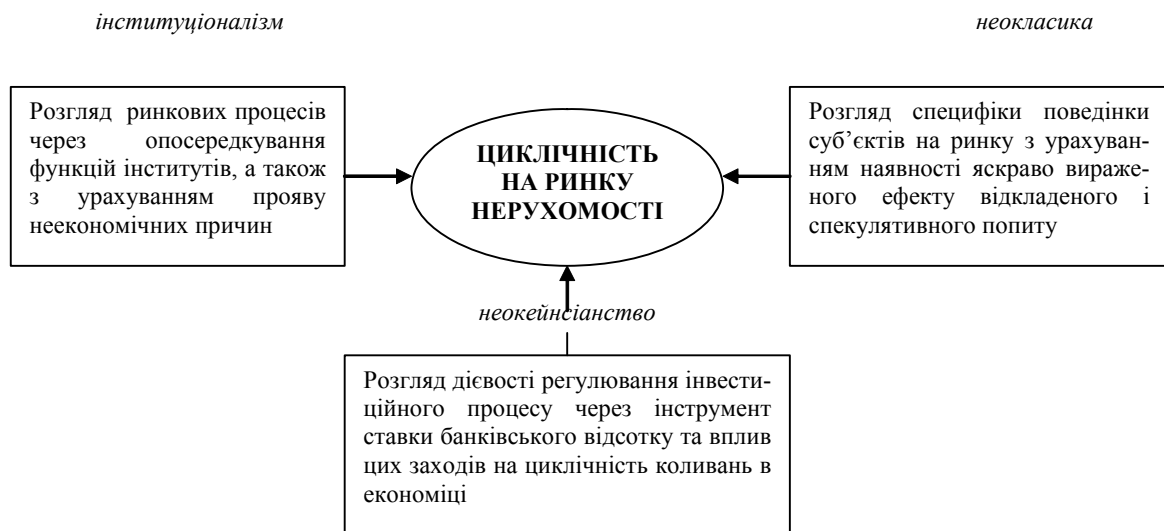 інституціоналізм
неокласика
Розгляд ринкових процесів
через опосередкування
функцій інститутів, а також
з урахуванням прояву
неекономічних причин
ЦИКЛІЧНІСТЬ
НА РИНКУ
НЕРУХОМОСТІ
Розгляд специфіки поведінки
суб’єктів на ринку з урахуван-
ням наявності яскраво вираже-
ного ефекту відкладеного і
спекулятивного попиту
неокейнсіанство
Розгляд дієвості регулювання інвести-
ційного процесу через інструмент
ставки банківського відсотку та вплив
цих заходів на циклічність коливань в
економіці